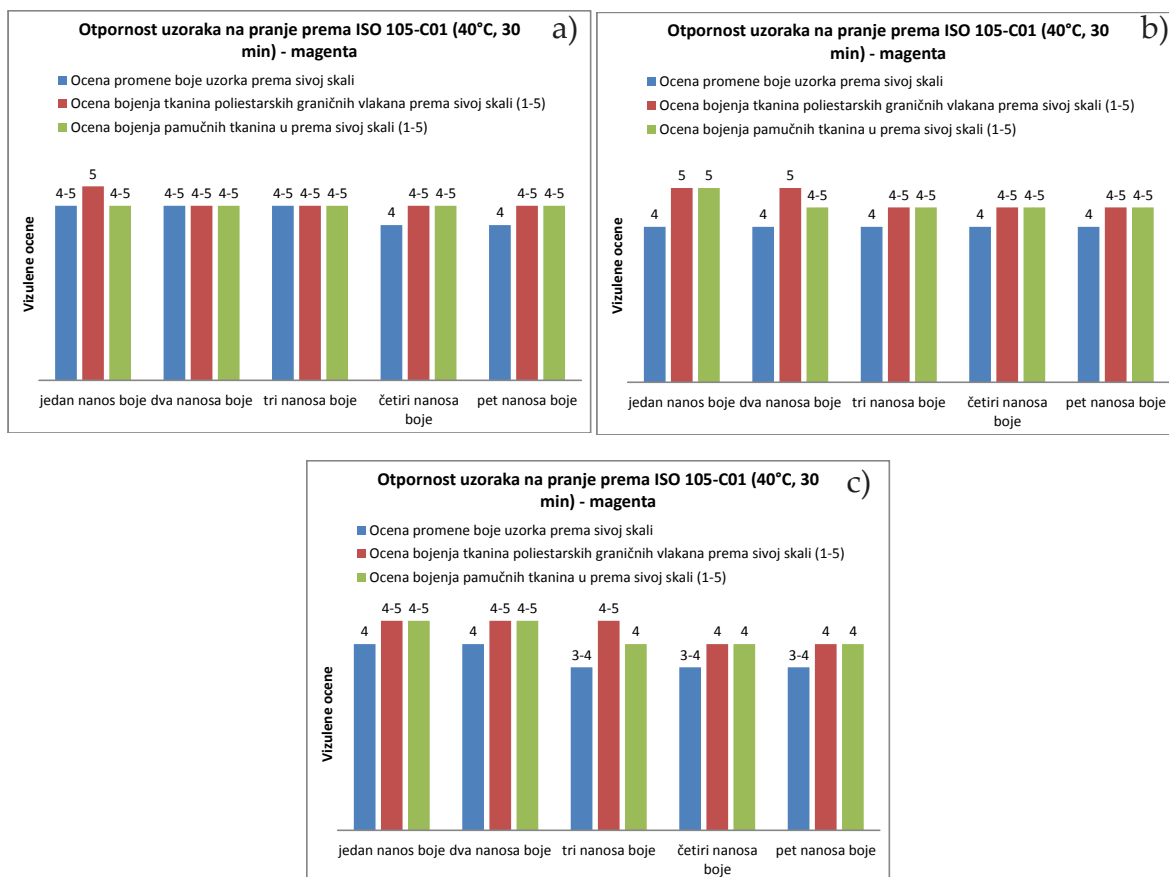 Otpornost uzoraka na pranje prema ISO 105-C01 (40°C, 30
min) - magenta
a)
Ocena promene boje uzorka prema sivoj skali
Ocena bojenja tkanina poliestarskih graničnih vlakana prema sivoj skali (1-5)
Ocena bojenja pamučnih tkanina u prema sivoj skali (1-5)
Vizulene ocene
4-5 5 4-5 4-5 4-5 4-5 4-5 4-5 4-5 4 4-5 4-5 4 4-5 4-5
jedan nanos boje dva nanosa boje tri nanosa boje četiri nanosa pet nanosa boje
boje
Otpornost uzoraka na pranje prema ISO 105-C01 (40°C, 30
min) - magenta
b)
Ocena promene boje uzorka prema sivoj skali
Ocena bojenja tkanina poliestarskih graničnih vlakana prema sivoj skali (1-5)
Ocena bojenja pamučnih tkanina u prema sivoj skali (1-5)
Vizulene ocene
4 5 5 4 5 4-5 4 4-5 4-5 4 4-5 4-5 4 4-5 4-5
jedan nanos boje dva nanosa boje tri nanosa boje četiri nanosa pet nanosa boje
boje
Otpornost uzoraka na pranje prema ISO 105-C01 (40°C, 30
min) - magenta
c)
Ocena promene boje uzorka prema sivoj skali
Ocena bojenja tkanina poliestarskih graničnih vlakana prema sivoj skali (1-5)
Ocena bojenja pamučnih tkanina u prema sivoj skali (1-5)
Vizulene ocene
4 4-5 4-5 4 4-5 4-5 3-4 4-5 4 3-4 4 4 3-4 4 4
jedan nanos boje dva nanosa boje tri nanosa boje četiri nanosa pet nanosa boje
boje